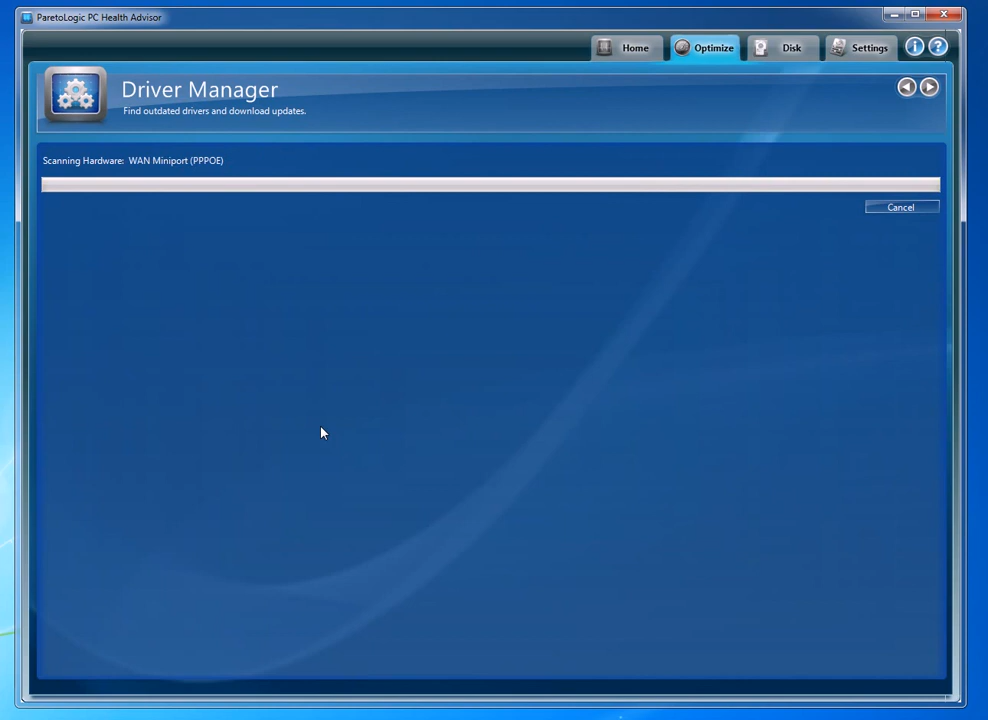 ParetoLogic PC Health Advisor
Home Optimize Disk Settings i ?
Driver Manager
Find outdated drivers and download updates.
Scanning Hardware: WAN Miniport (PPPOE)
Cancel